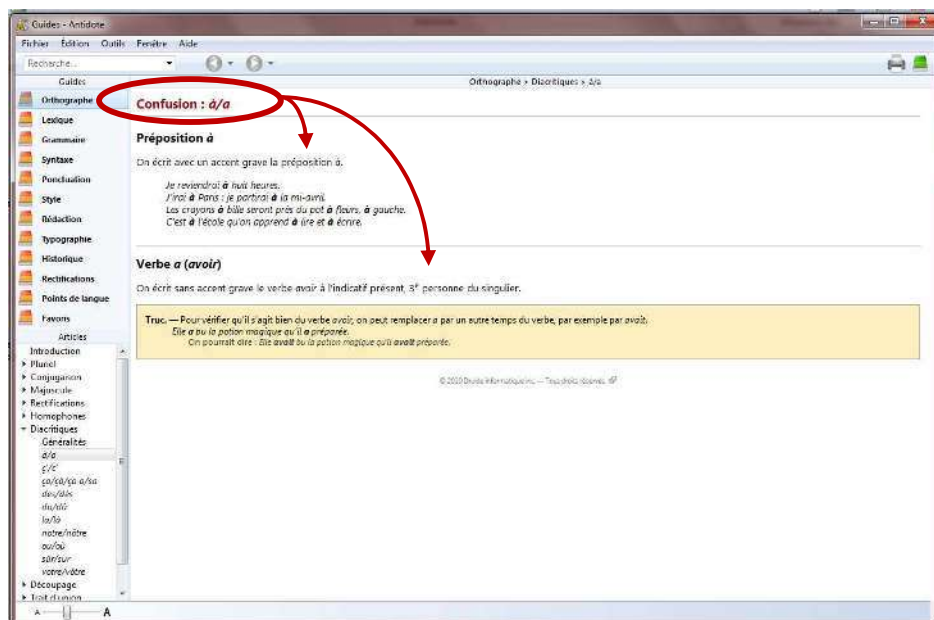 Guides - Antidote
Fichier Édition Outils Fenêtre Aide
Recherche...
Guides
Orthographe > Diacritiques > à/a
Orthographe
Lexique
Grammaire
Syntaxe
Ponctuation
Style
Rédaction
Typographie
Historique
Rectifications
Points de langue
Favoris
Articles
Introduction
Pluriel
Conjugaison
Majuscule
Rectifications
Homophones
Diacritiques
Généralités
à/a
ç/c'
ça/çà/ça a/sa
des/dès
du/dû
la/là
notre/nôtre
ou/où
sûr/sur
votre/vôtre
Découpage
Trait d'union
A A
Confusion : à/a
Préposition à
On écrit avec un accent grave la préposition à.
Je reviendrai à huit heures.
J'irai à Paris : je partirai à la mi-avril.
Les crayons à bille seront près du pot à fleurs, à gauche.
C'est à l'école qu'on apprend à lire et à écrire.
Verbe a (avoir)
On écrit sans accent grave le verbe avoir à l'indicatif présent, 3e personne du singulier.
Truc. — Pour vérifier qu'il s'agit bien du verbe avoir, on peut remplacer a par un autre temps du verbe, par exemple par avait.
Elle a bu la potion magique qu'il a préparée.
On pourrait dire : Elle avait bu la potion magique qu'il avait préparée.
© 2010 Druide informatique inc. — Tous droits réservés.